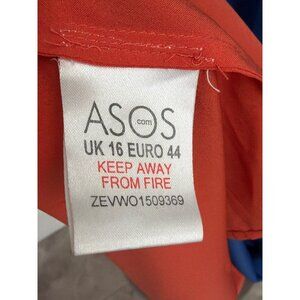 ASOS
.com
UK 16 EURO 44
KEEP AWAY
FROM FIRE
ZEVWO1509369